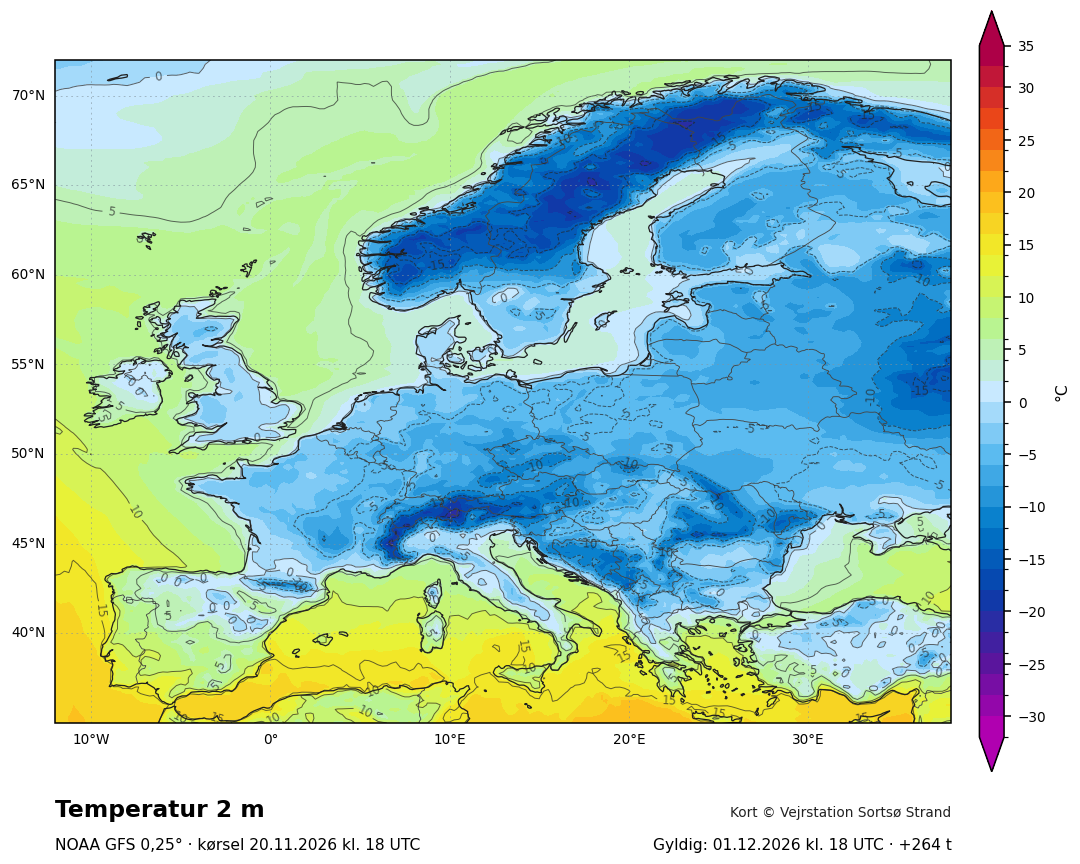 70°N
65°N
60°N
55°N
50°N
45°N
40°N
10°W
0°
10°E
20°E
30°E
35
30
25
20
15
10
5
0
−5
−10
−15
−20
−25
−30
°C
Temperatur 2 m
Kort © Vejrstation Sortsø Strand
NOAA GFS 0,25° · kørsel 20.11.2026 kl. 18 UTC
Gyldig: 01.12.2026 kl. 18 UTC · +264 t